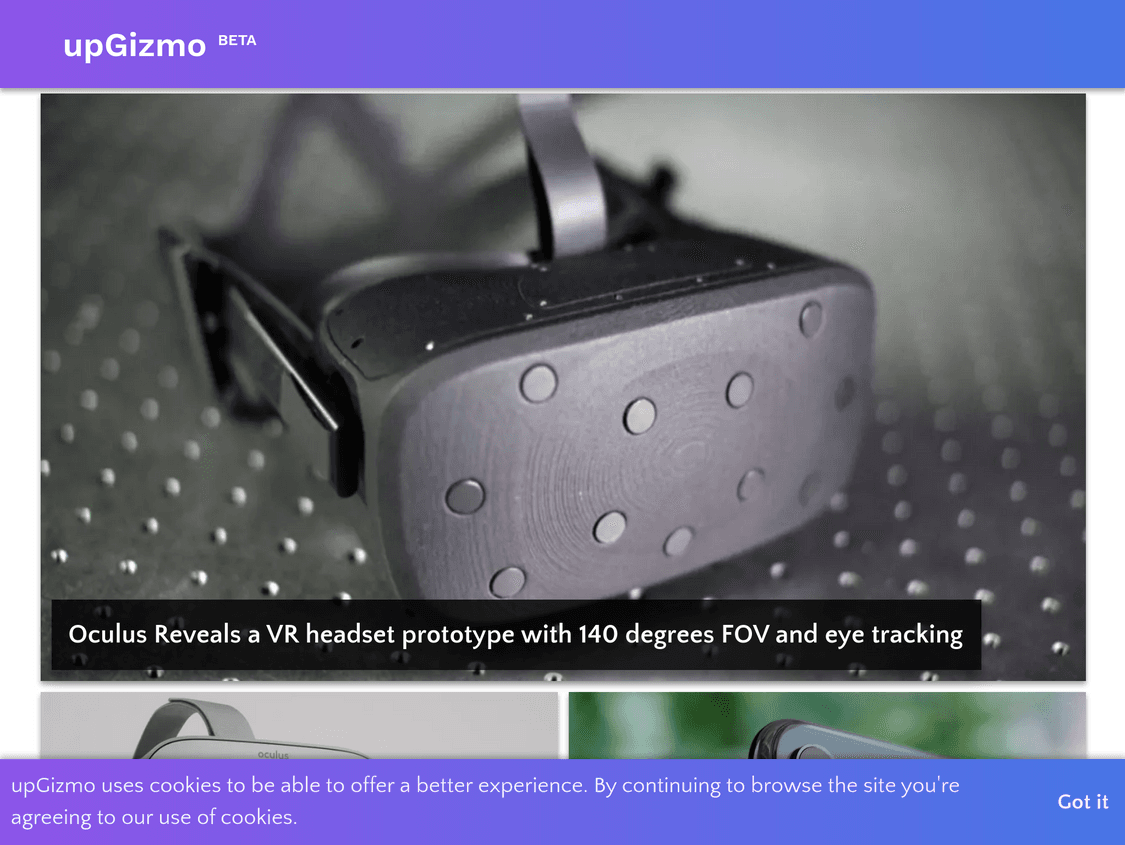 upGizmo BETA
Oculus Reveals a VR headset prototype with 140 degrees FOV and eye tracking
oculus
upGizmo uses cookies to be able to offer a better experience. By continuing to browse the site you're
agreeing to our use of cookies.
Got it